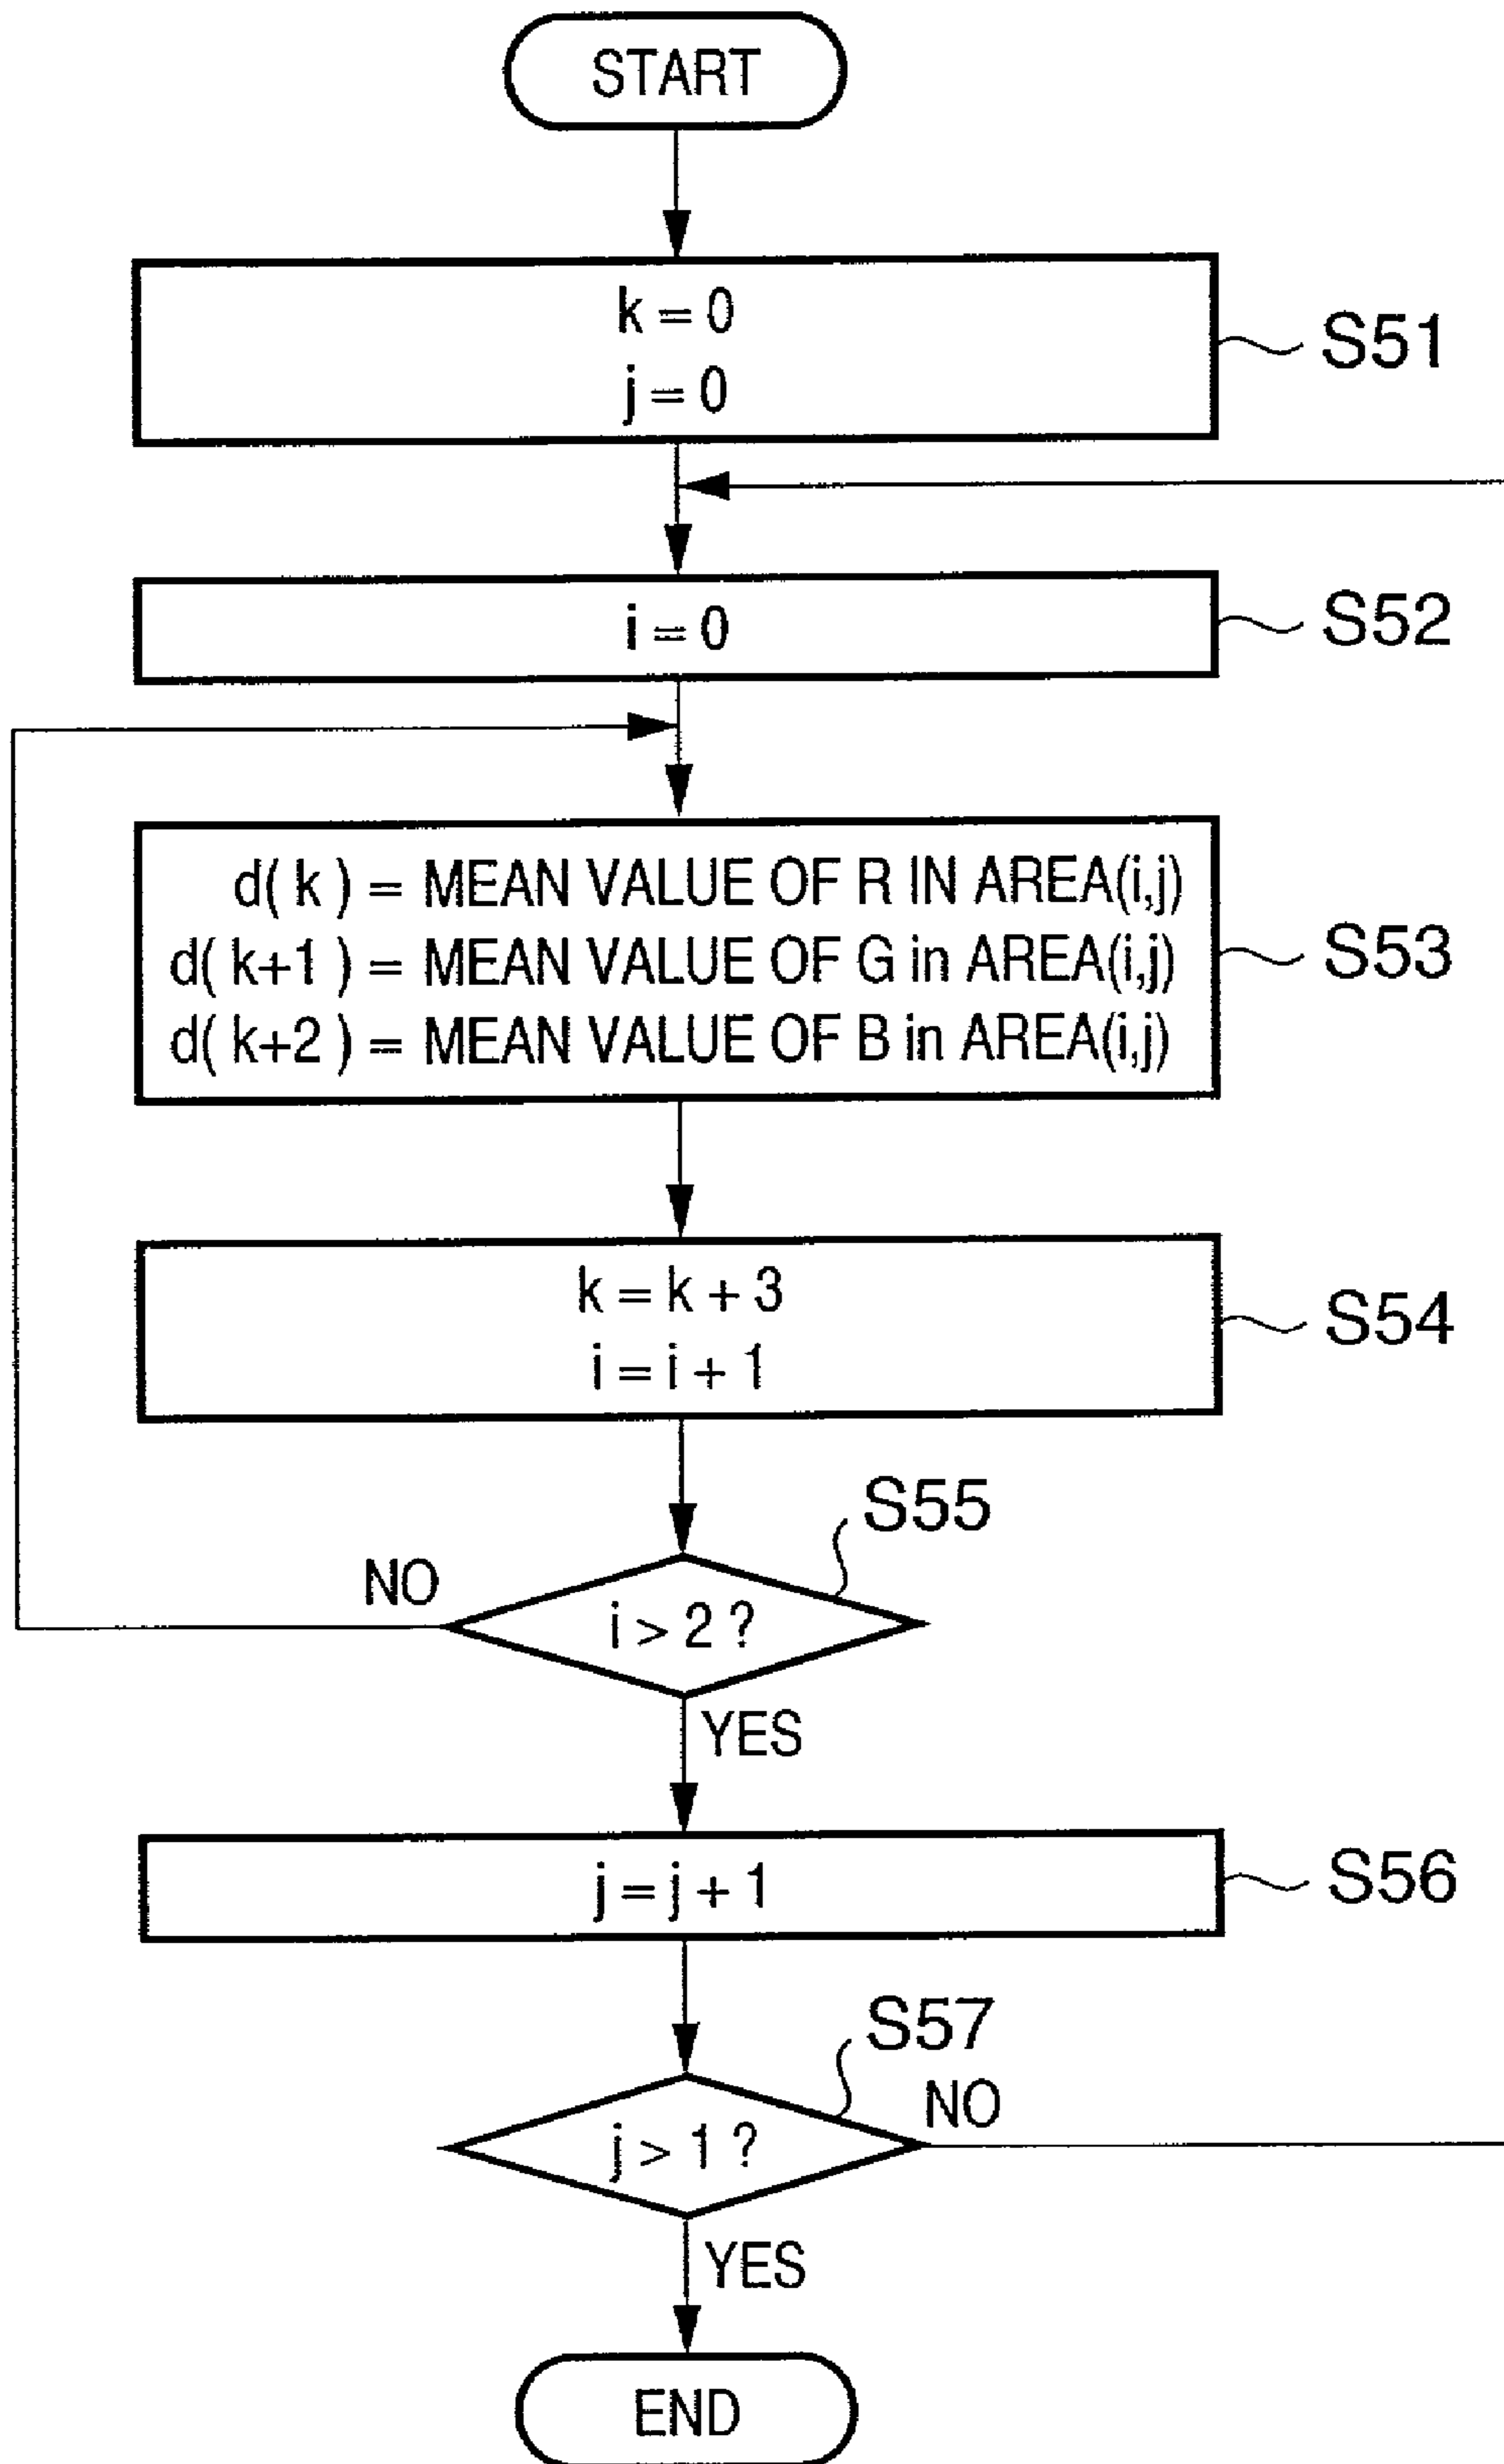 START
k = 0
j = 0
S51
i = 0
S52
d( k ) = MEAN VALUE OF R IN AREA(i,j)
d( k+1 ) = MEAN VALUE OF G in AREA(i,j)
d( k+2 ) = MEAN VALUE OF B in AREA(i,j)
S53
k = k + 3
i = i + 1
S54
S55
NO
i > 2 ?
YES
j = j + 1
S56
S57
NO
j > 1 ?
YES
END